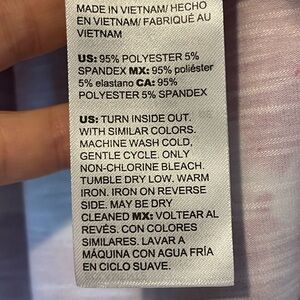 MADE IN VIETNAM/ HECHO
EN VIETNAM/ FABRIQUÉ AU
VIETNAM
US: 95% POLYESTER 5%
SPANDEX MX: 95% poliéster
5% elastano CA: 95%
POLYESTER 5% SPANDEX
US: TURN INSIDE OUT.
WITH SIMILAR COLORS.
MACHINE WASH COLD,
GENTLE CYCLE. ONLY
NON-CHLORINE BLEACH.
TUMBLE DRY LOW. WARM
IRON. IRON ON REVERSE
SIDE. MAY BE DRY
CLEANED MX: VOLTEAR AL
REVÉS. CON COLORES
SIMILARES. LAVAR A
MÁQUINA CON AGUA FRÍA
EN CICLO SUAVE.